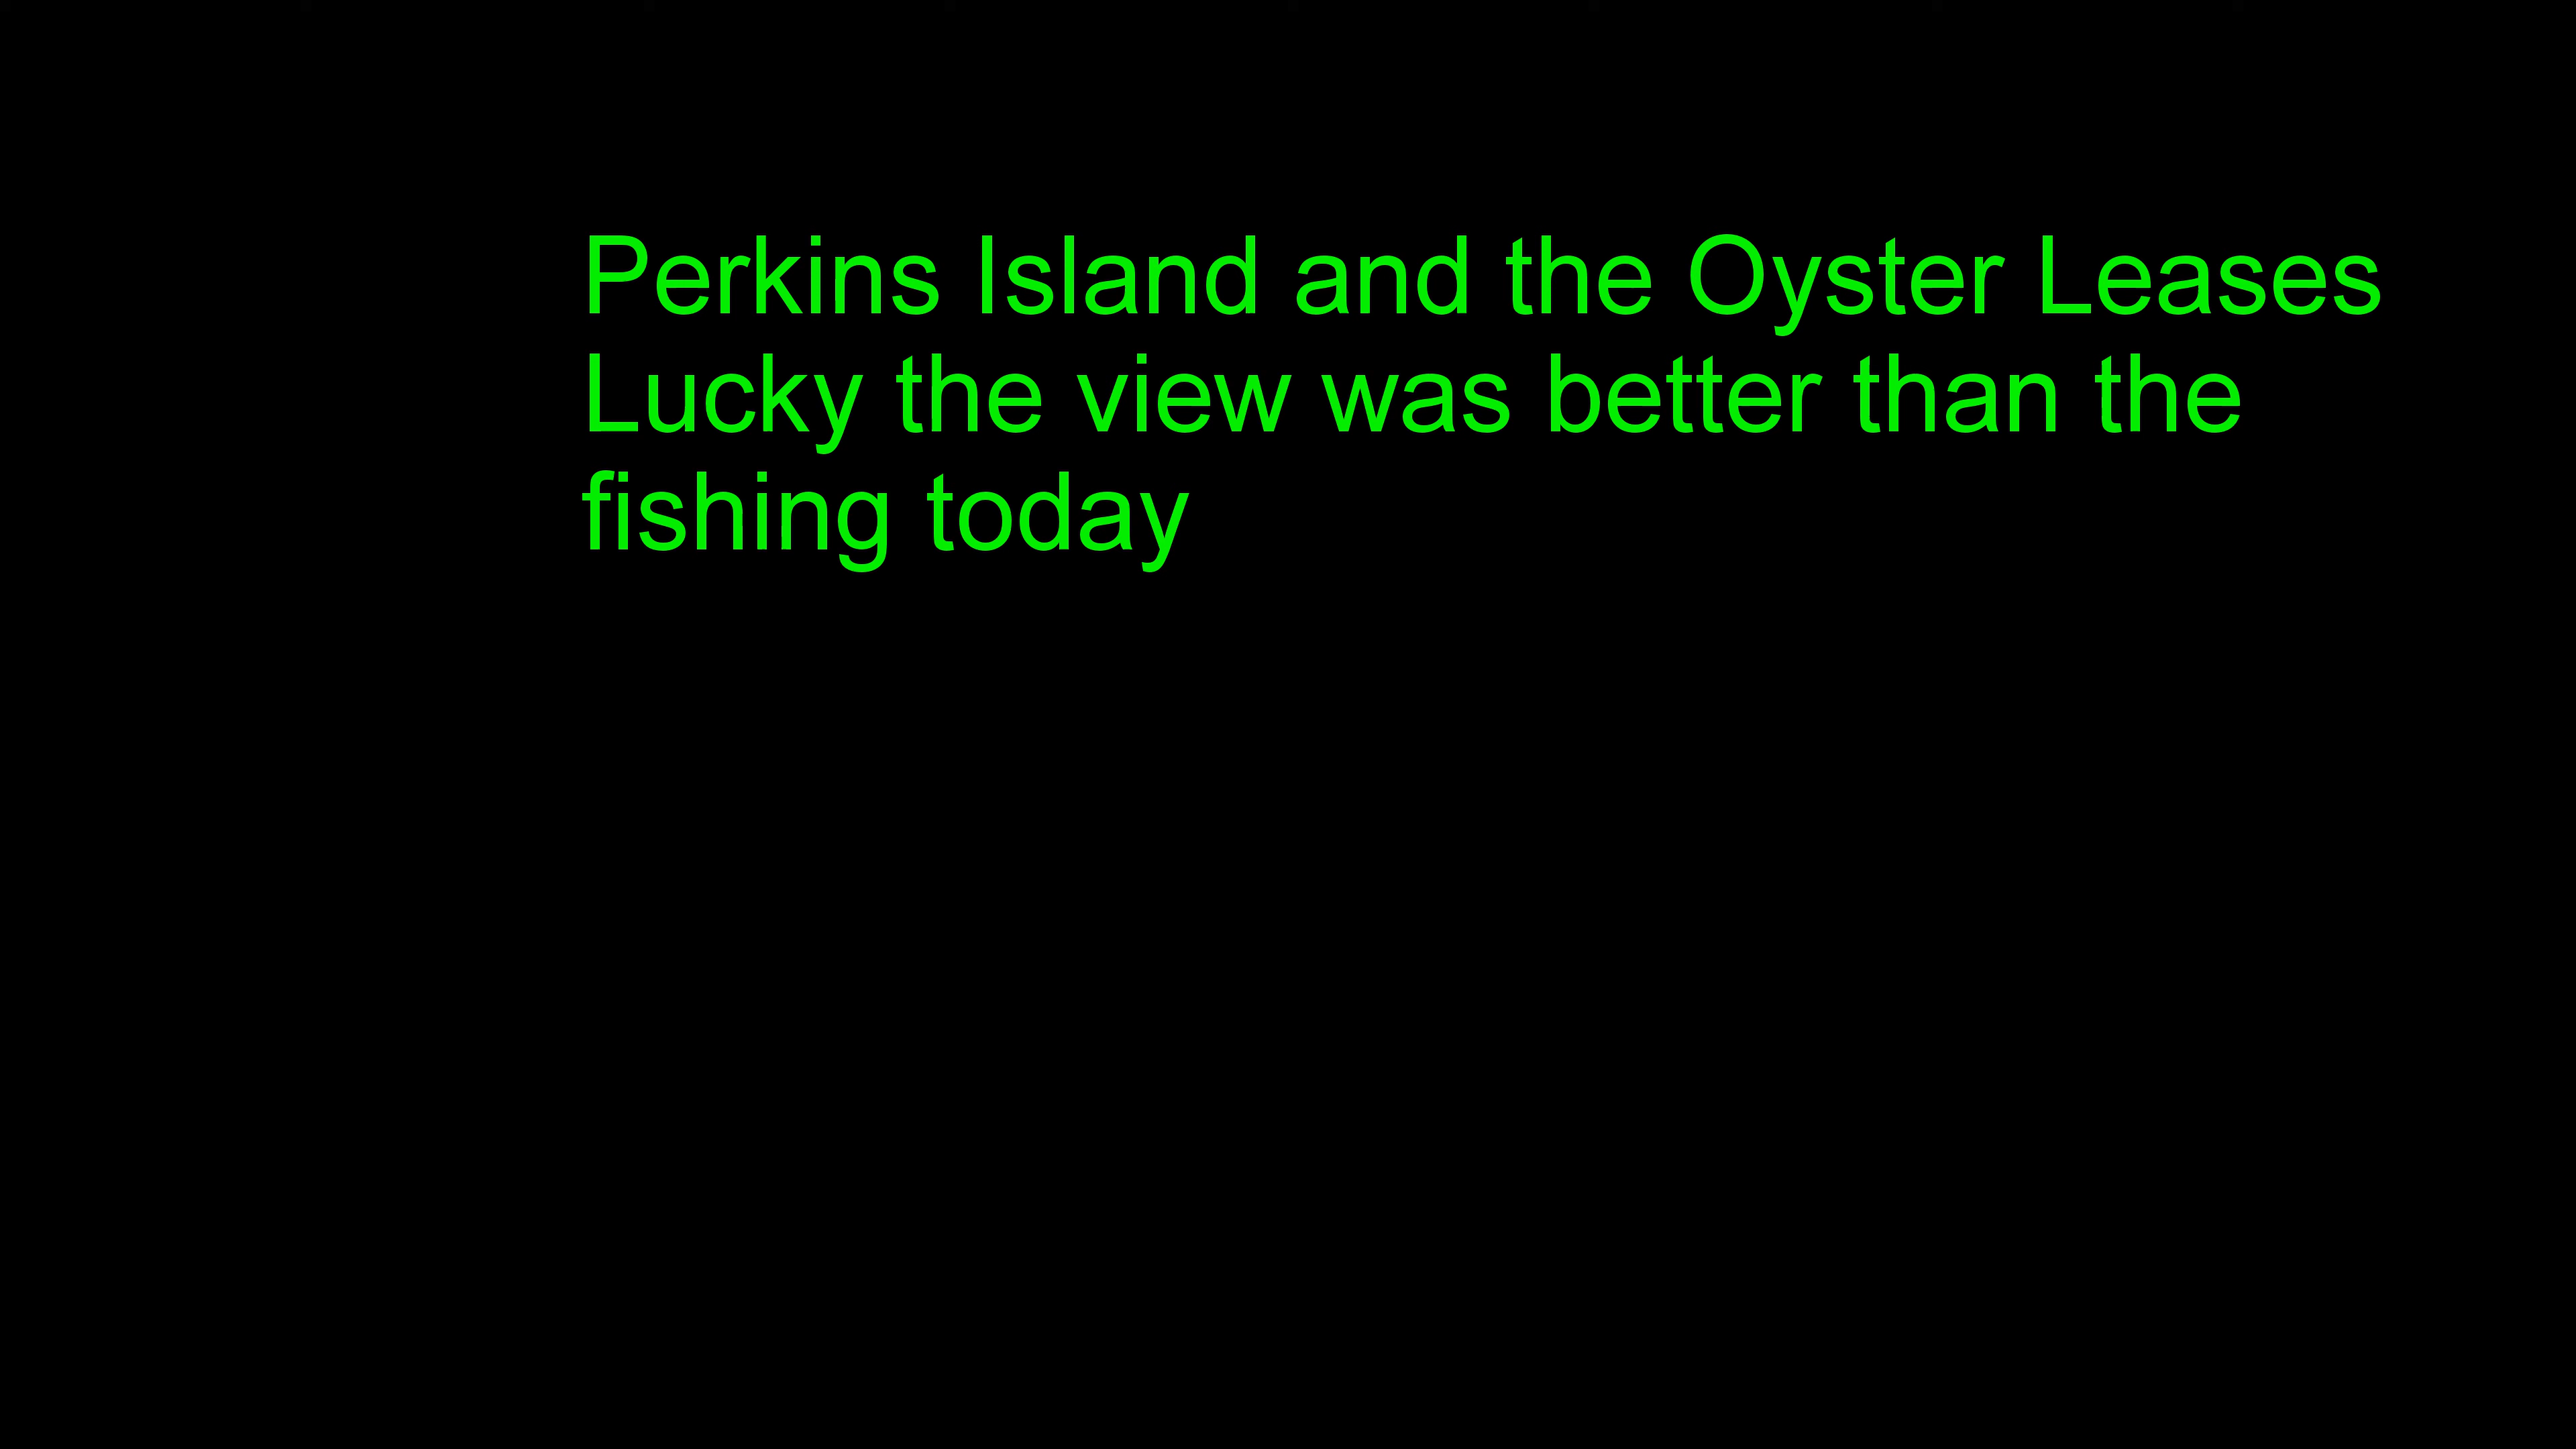 Perkins Island and the Oyster Leases
Lucky the view was better than the
fishing today